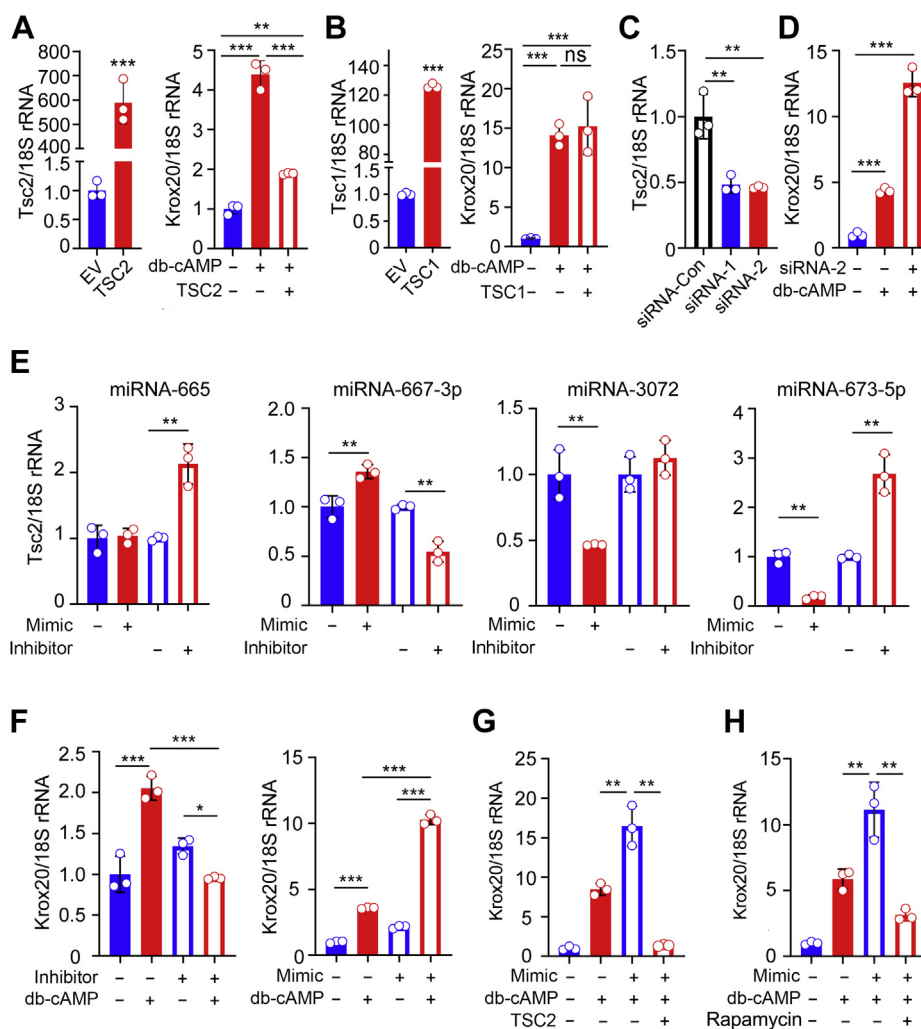 A
B
C
D
Tsc2/18S rRNA
800
700
600
500
400
1.5
1.0
0.5
0
***
EV
TSC2
Krox20/18S rRNA
5
4
3
2
1
0
**
*** ***
db-cAMP – + +
TSC2 – – +
Tsc1/18S rRNA
140
120
100
80
60
1.5
1.0
0.5
0
***
EV
TSC1
Krox20/18S rRNA
25
20
15
10
5
0
***
*** ns
db-cAMP – + +
TSC1 – – +
Tsc2/18S rRNA
1.5
1.0
0.5
0
**
**
siRNA-Con
siRNA-1
siRNA-2
Krox20/18S rRNA
15
10
5
0
***
***
siRNA-2 – – +
db-cAMP – + +
E
miRNA-665
miRNA-667-3p
miRNA-3072
miRNA-673-5p
Tsc2/18S rRNA
3
2
1
0
**
1.5
1.0
0.5
0
**
**
1.5
1.0
0.5
0
**
4
3
2
1
0
**
**
Mimic – +
Inhibitor – +
Mimic – +
Inhibitor – +
Mimic – +
Inhibitor – +
Mimic – +
Inhibitor – +
F
G
H
Krox20/18S rRNA
2.5
2.0
1.5
1.0
0.5
0
***
***
*
Inhibitor – – + +
db-cAMP – + – +
Krox20/18S rRNA
15
10
5
0
***
***
***
Mimic – – + +
db-cAMP – + – +
Krox20/18S rRNA
25
20
15
10
5
0
** **
Mimic – – + +
db-cAMP – + + +
TSC2 – – – +
Krox20/18S rRNA
15
10
5
0
** **
Mimic – – + +
db-cAMP – + + +
Rapamycin – – – +